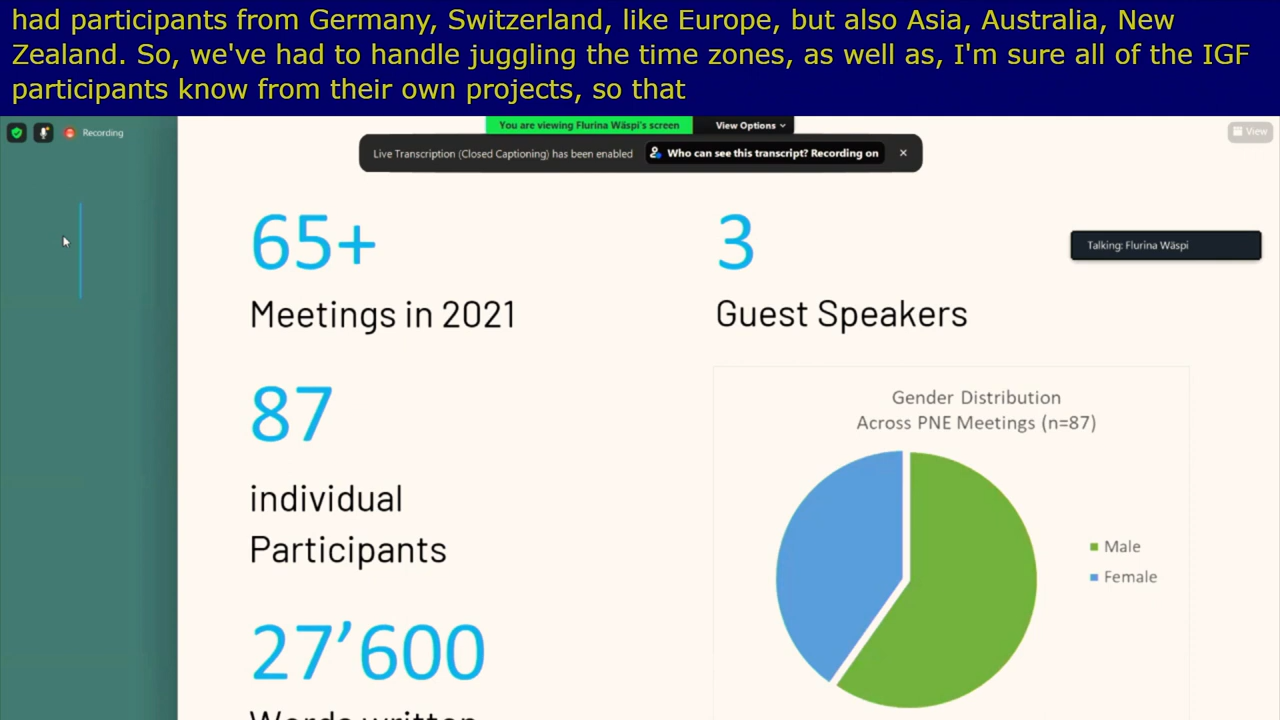 had participants from Germany, Switzerland, like Europe, but also Asia, Australia, New
Zealand. So, we've had to handle juggling the time zones, as well as, I'm sure all of the IGF
participants know from their own projects, so that
Recording
You are viewing Flurina Wäspi's screen
View Options
View
Live Transcription (Closed Captioning) has been enabled
Who can see this transcript? Recording on
65+
Meetings in 2021
3
Guest Speakers
Talking: Flurina Wäspi
87
individual
Participants
Gender Distribution
Across PNE Meetings (n=87)
Male
Female
27’600
Words written